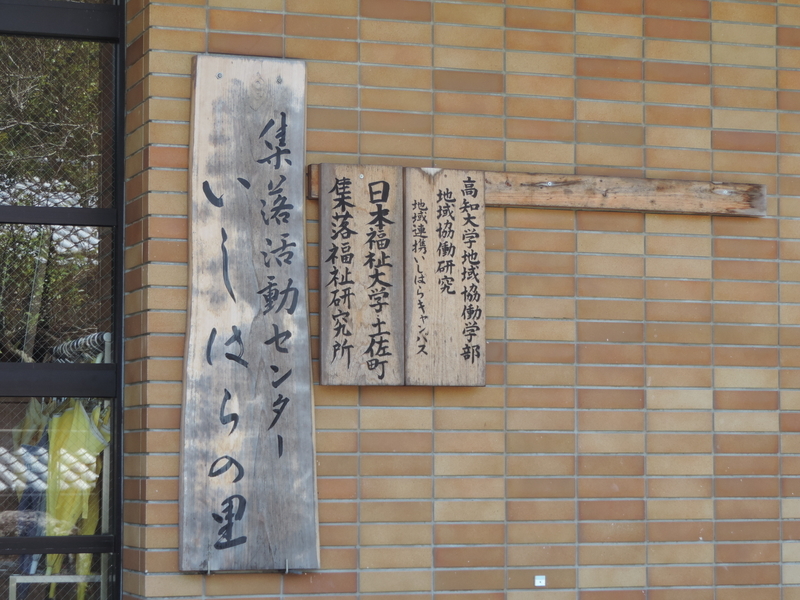 集落活動センター
いしはらの里
高知大学地域協働学部
地域協働研究
地域連携いしはらキャンパス
日本福祉大学土佐町
集落福祉研究所